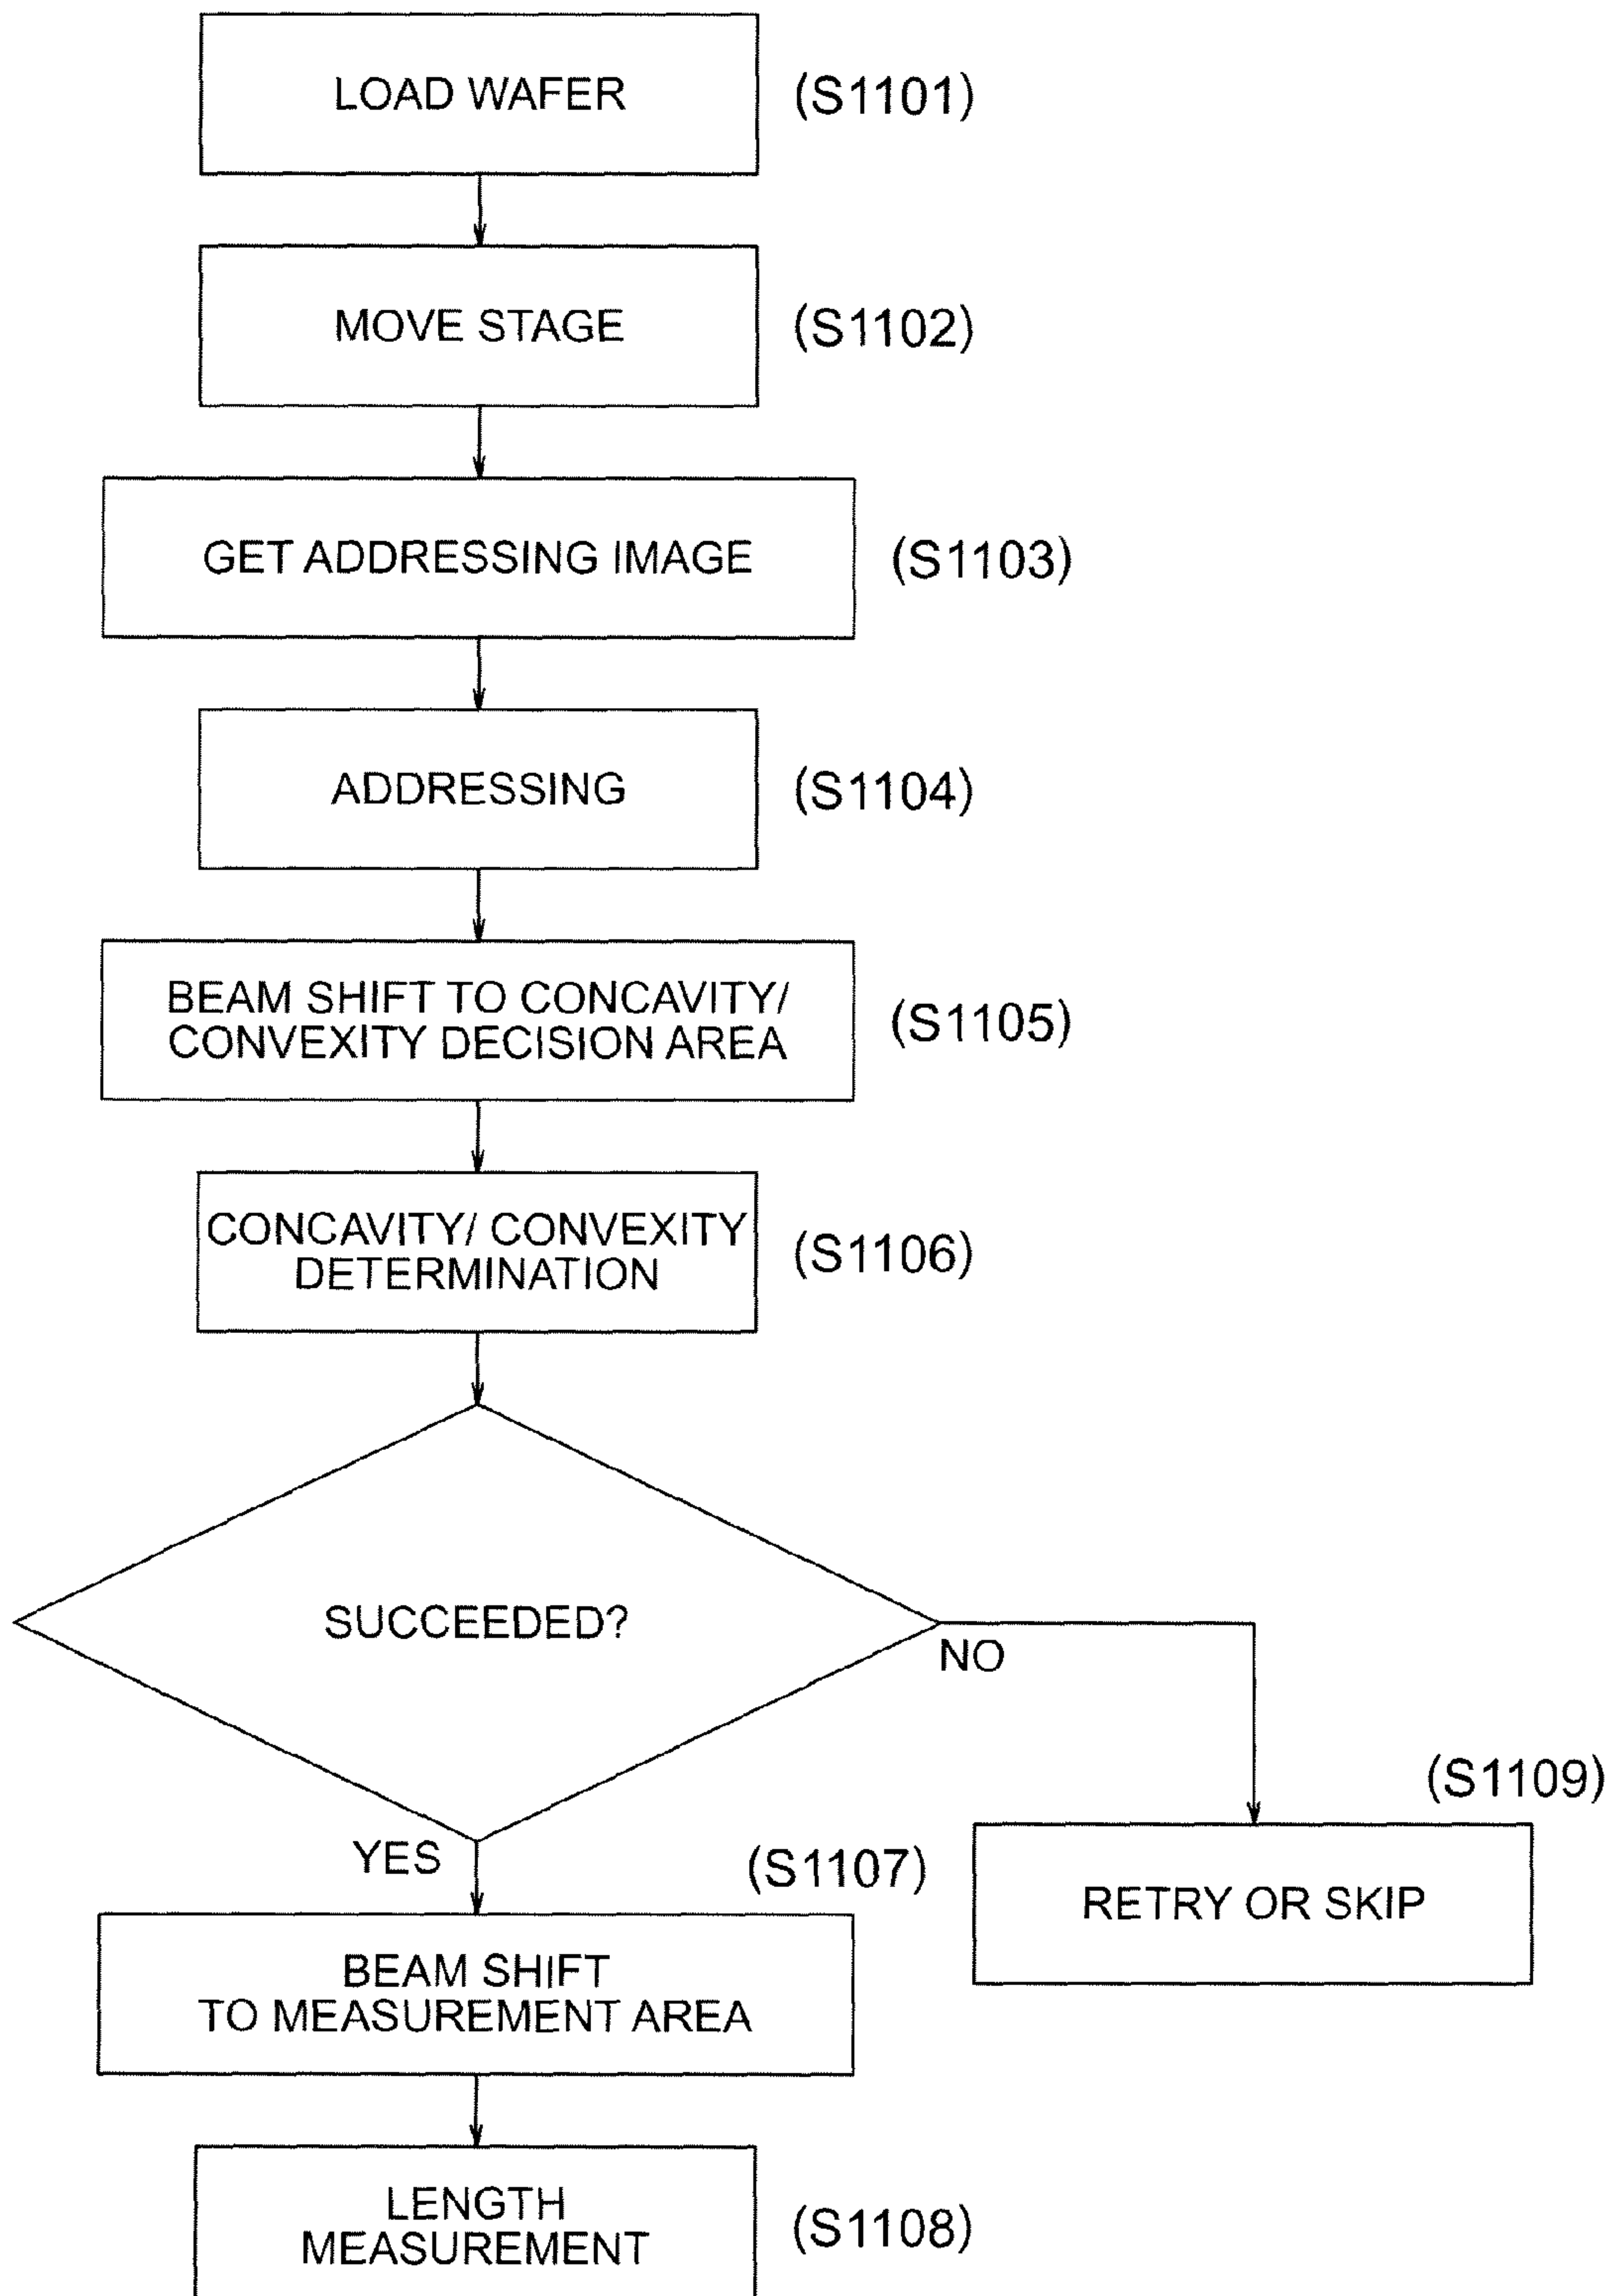 LOAD WAFER
(S1101)
MOVE STAGE
(S1102)
GET ADDRESSING IMAGE
(S1103)
ADDRESSING
(S1104)
BEAM SHIFT TO CONCAVITY/
CONVEXITY DECISION AREA
(S1105)
CONCAVITY/ CONVEXITY
DETERMINATION
(S1106)
SUCCEEDED?
NO
YES
(S1107)
(S1109)
BEAM SHIFT
TO MEASUREMENT AREA
RETRY OR SKIP
LENGTH
MEASUREMENT
(S1108)